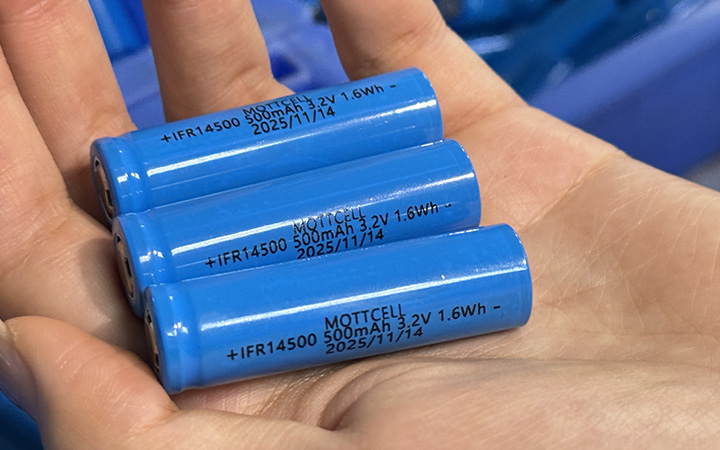 MOTTCELL
+IFR14500 500mAh 3.2V 1.6Wh -
2025/11/14
MOTTCELL
+IFR14500 500mAh 3.2V 1.6Wh -
2025/11/14
MOTTCELL
+IFR14500 500mAh 3.2V 1.6Wh -
2025/11/14